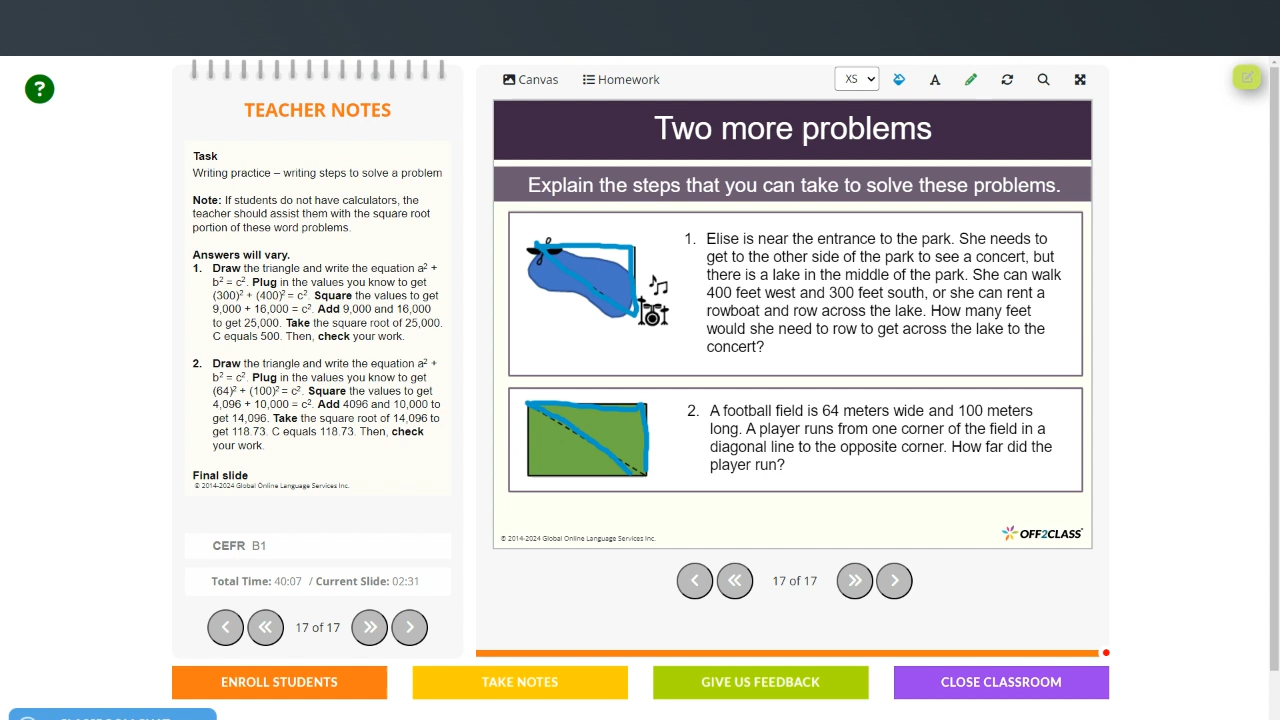 ?
TEACHER NOTES
Task
Writing practice – writing steps to solve a problem
Note: If students do not have calculators, the
teacher should assist them with the square root
portion of these word problems.
Answers will vary.
1. Draw the triangle and write the equation a² +
b² = c². Plug in the values you know to get
(300)² + (400)² = c². Square the values to get
9,000 + 16,000 = c². Add 9,000 and 16,000
to get 25,000. Take the square root of 25,000.
C equals 500. Then, check your work.
2. Draw the triangle and write the equation a² +
b² = c². Plug in the values you know to get
(64)² + (100)² = c². Square the values to get
4,096 + 10,000 = c². Add 4096 and 10,000 to
get 14,096. Take the square root of 14,096 to
get 118.73. C equals 118.73. Then, check
your work.
Final slide
© 2014-2024 Global Online Language Services Inc.
CEFR B1
Total Time: 40:07 / Current Slide: 02:31
17 of 17
Canvas
Homework
XS
A
Two more problems
Explain the steps that you can take to solve these problems.
1. Elise is near the entrance to the park. She needs to
get to the other side of the park to see a concert, but
there is a lake in the middle of the park. She can walk
400 feet west and 300 feet south, or she can rent a
rowboat and row across the lake. How many feet
would she need to row to get across the lake to the
concert?
2. A football field is 64 meters wide and 100 meters
long. A player runs from one corner of the field in a
diagonal line to the opposite corner. How far did the
player run?
© 2014-2024 Global Online Language Services Inc.
OFF2CLASS
17 of 17
ENROLL STUDENTS
TAKE NOTES
GIVE US FEEDBACK
CLOSE CLASSROOM